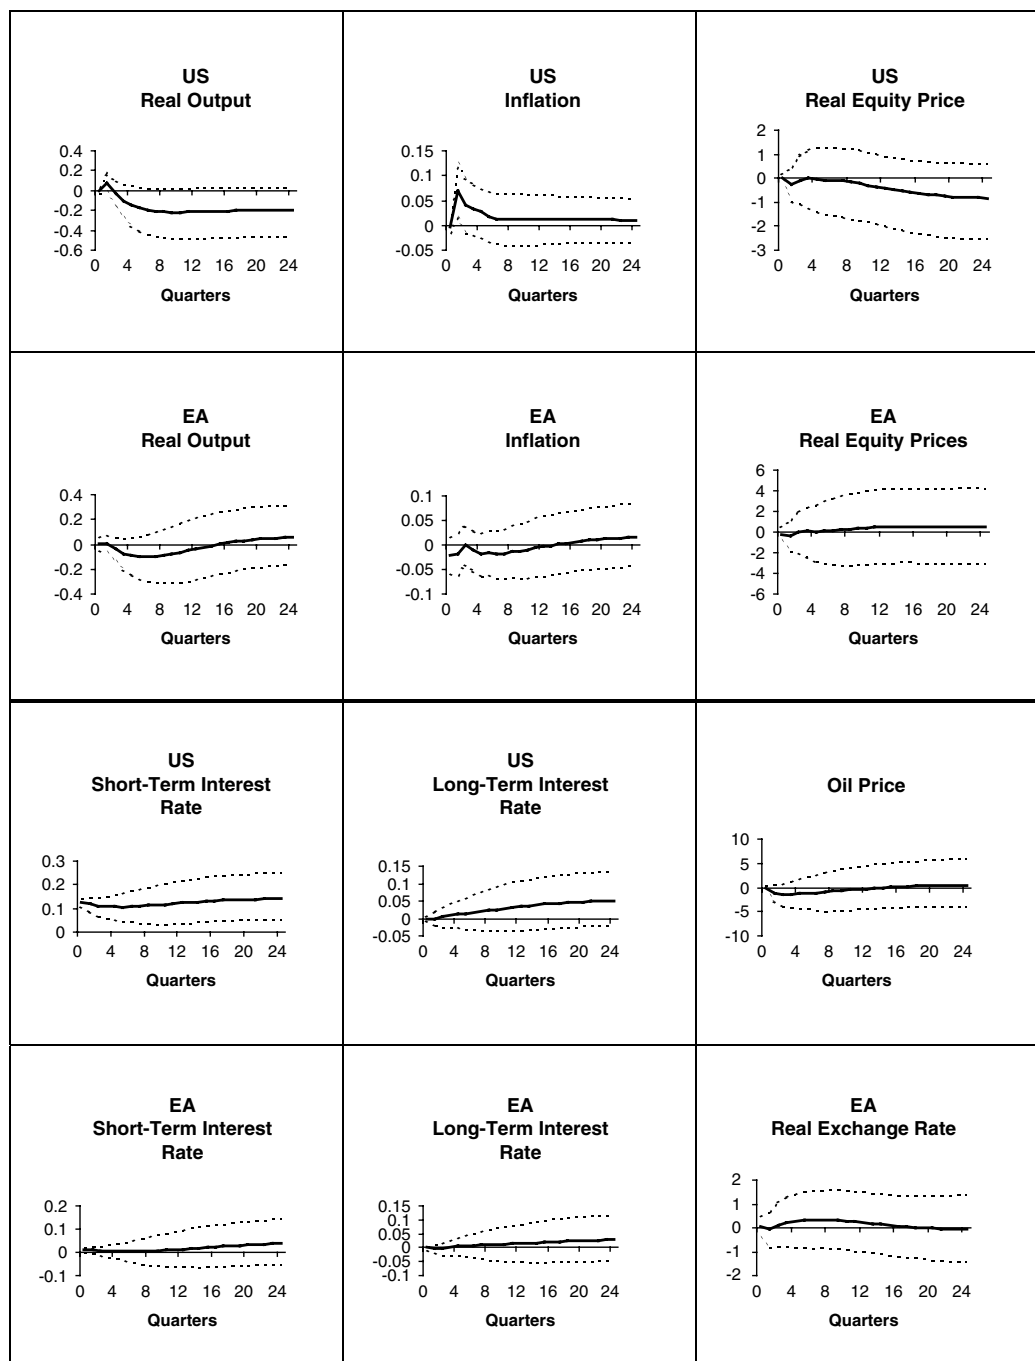 US
Real Output
0.4
0.2
0
-0.2
-0.4
-0.6
0 4 8 12 16 20 24
Quarters
US
Inflation
0.15
0.1
0.05
0
-0.05
0 4 8 12 16 20 24
Quarters
US
Real Equity Price
2
1
0
-1
-2
-3
0 4 8 12 16 20 24
Quarters
EA
Real Output
0.4
0.2
0
-0.2
-0.4
0 4 8 12 16 20 24
Quarters
EA
Inflation
0.1
0.05
0
-0.05
-0.1
0 4 8 12 16 20 24
Quarters
EA
Real Equity Prices
6
4
2
0
-2
-4
-6
0 4 8 12 16 20 24
Quarters
US
Short-Term Interest
Rate
0.3
0.2
0.1
0
0 4 8 12 16 20 24
Quarters
US
Long-Term Interest
Rate
0.15
0.1
0.05
0
-0.05
0 4 8 12 16 20 24
Quarters
Oil Price
10
5
0
-5
-10
0 4 8 12 16 20 24
Quarters
EA
Short-Term Interest
Rate
0.2
0.1
0
-0.1
0 4 8 12 16 20 24
Quarters
EA
Long-Term Interest
Rate
0.15
0.1
0.05
0
-0.05
-0.1
0 4 8 12 16 20 24
Quarters
EA
Real Exchange Rate
2
1
0
-1
-2
0 4 8 12 16 20 24
Quarters